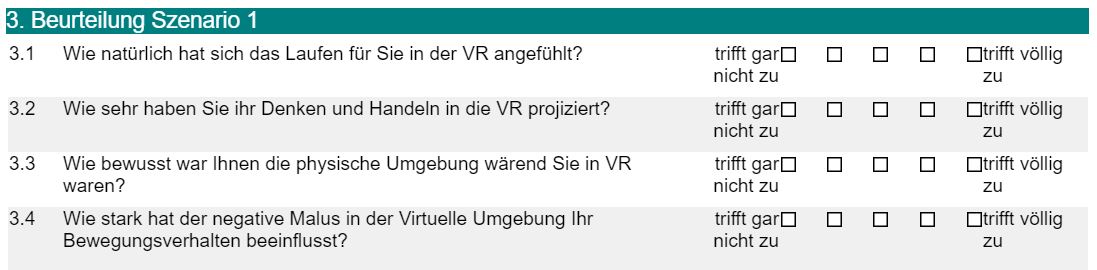 3. Beurteilung Szenario 1
3.1 Wie natürlich hat sich das Laufen für Sie in der VR angefühlt? trifft gar trifft völlig
nicht zu zu
3.2 Wie sehr haben Sie ihr Denken und Handeln in die VR projiziert? trifft gar trifft völlig
nicht zu zu
3.3 Wie bewusst war Ihnen die physische Umgebung wärend Sie in VR trifft gar trifft völlig
waren? nicht zu zu
3.4 Wie stark hat der negative Malus in der Virtuelle Umgebung Ihr trifft gar trifft völlig
Bewegungsverhalten beeinflusst? nicht zu zu